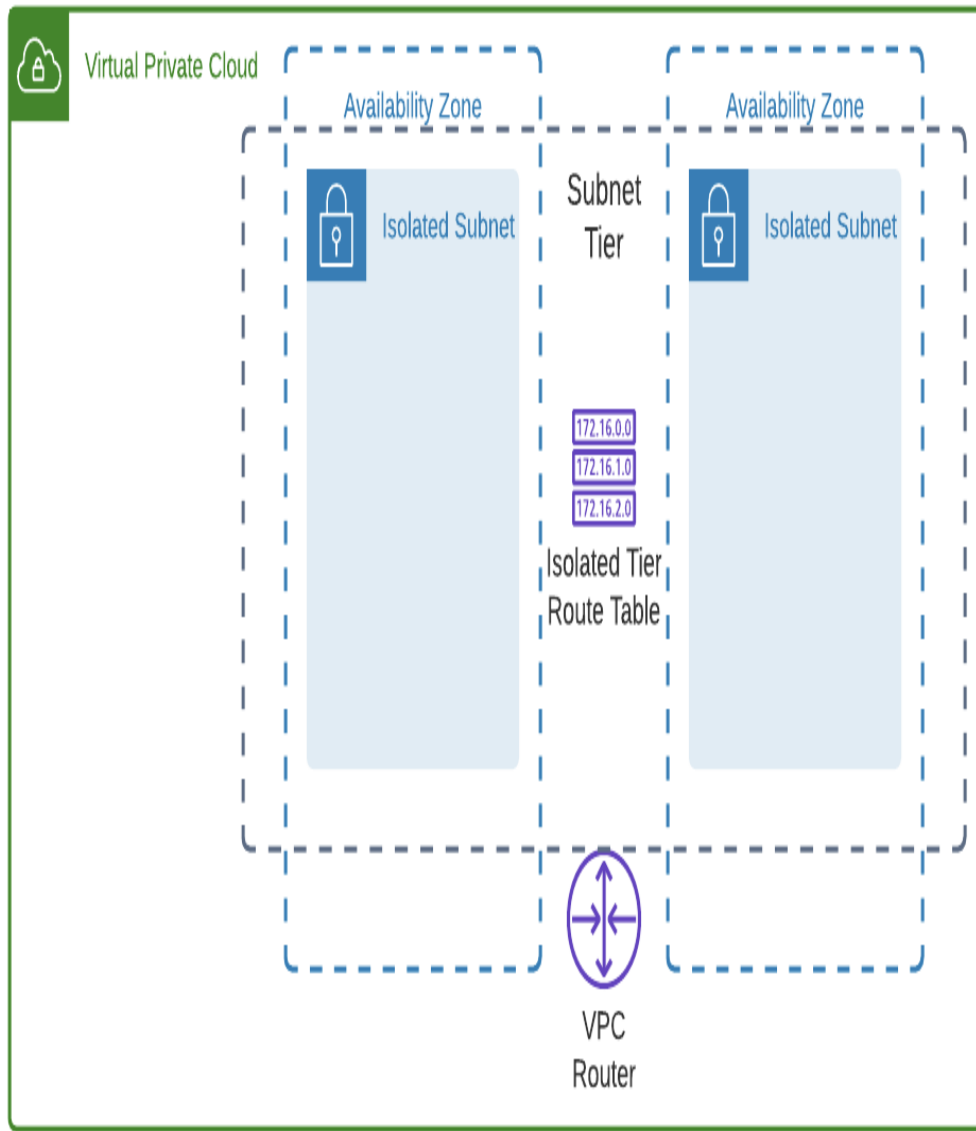 Virtual Private Cloud
Availability Zone
Availability Zone
Isolated Subnet
Subnet
Tier
Isolated Subnet
172.16.0.0
172.16.1.0
172.16.2.0
Isolated Tier
Route Table
VPC
Router